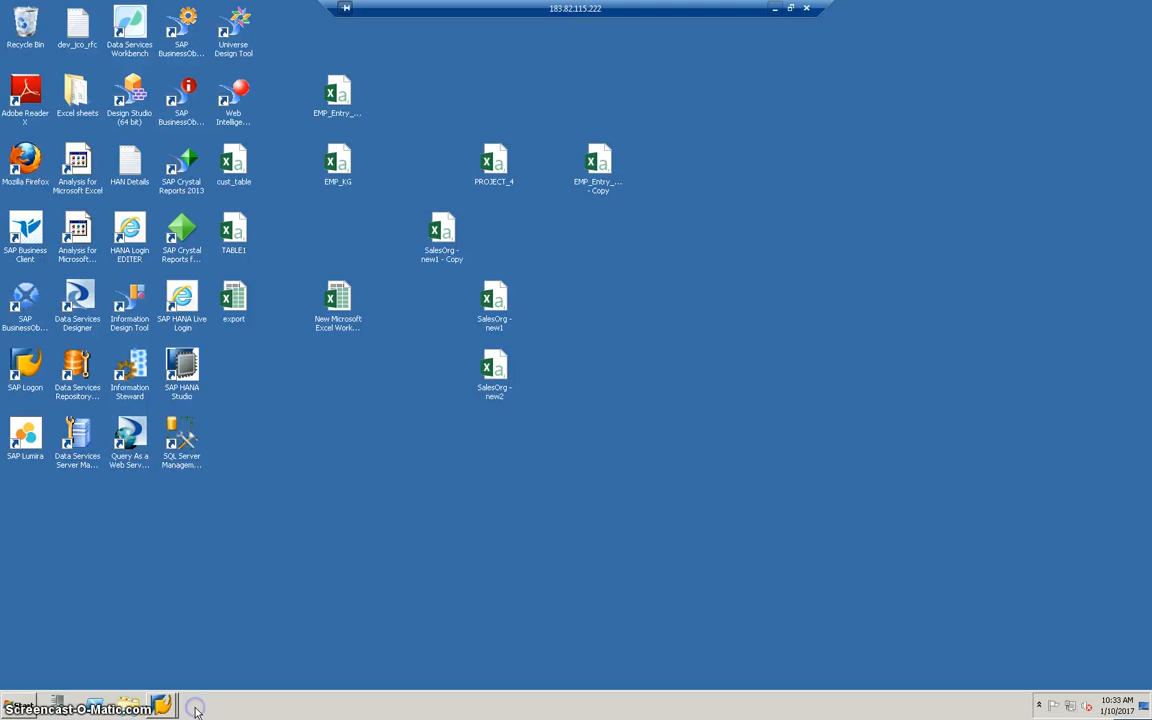 183.82.115.222
Recycle Bin
dev_jco_rfc
Data Services
Workbench
SAP
BusinessOb...
Universe
Design Tool
Adobe Reader
X
Excel sheets
Design Studio
(64 bit)
SAP
BusinessOb...
Web
Intellige...
EMP_Entry_...
Mozilla Firefox
Analysis for
Microsoft Excel
HAN Details
SAP Crystal
Reports 2013
cust_table
EMP_KG
PROJECT_4
EMP_Entry_...
- Copy
SAP Business
Client
Analysis for
Microsoft...
HANA Login
EDITER
SAP Crystal
Reports f...
TABLE1
SalesOrg -
new1 - Copy
SAP
BusinessOb...
Data Services
Designer
Information
Design Tool
SAP HANA Live
Login
export
New Microsoft
Excel Work...
SalesOrg -
new1
SAP Logon
Data Services
Repository...
Information
Steward
SAP HANA
Studio
SalesOrg -
new2
SAP Lumira
Data Services
Server Ma...
Query As a
Web Serv...
SQL Server
Managem...
Screencast-O-Matic.com
10:33 AM
1/10/2017